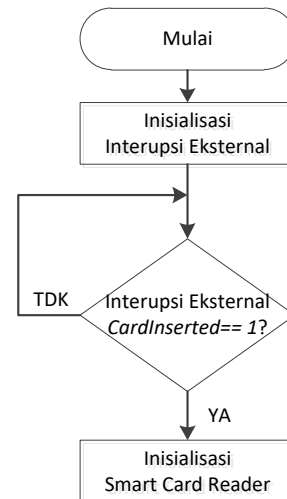 Mulai
Inisialisasi
Interupsi Eksternal
TDK
Interupsi Eksternal
CardInserted== 1?
YA
Inisialisasi
Smart Card Reader